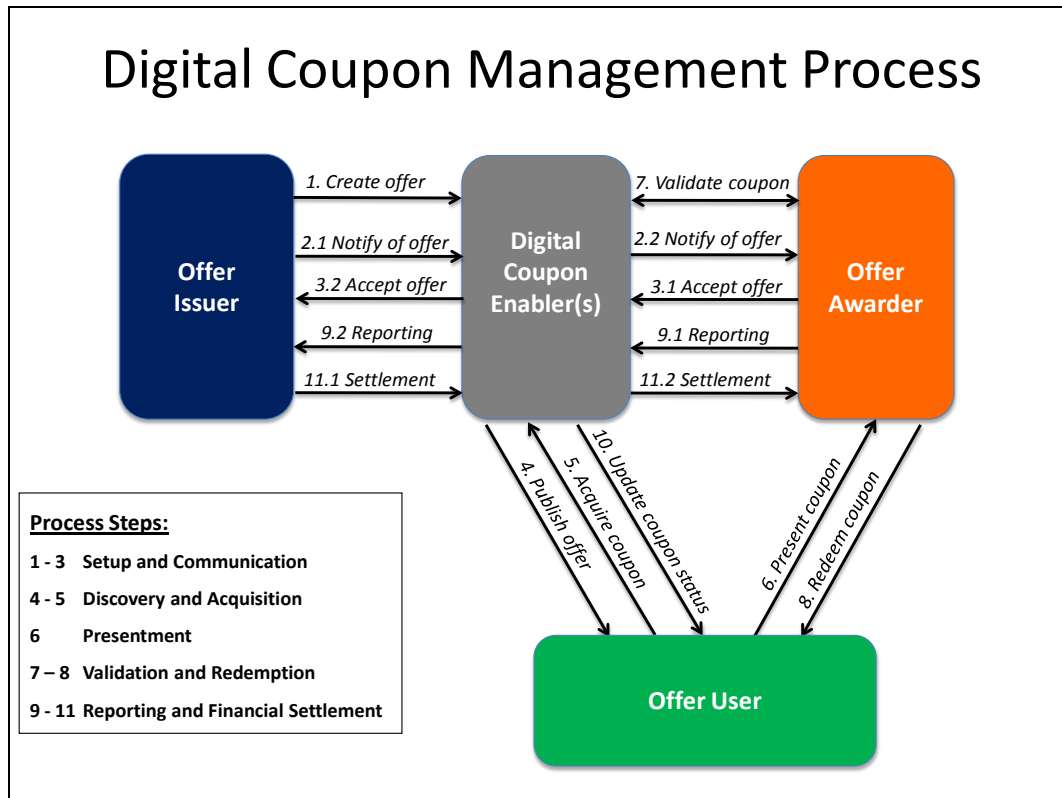 Digital Coupon Management Process
Offer
Issuer
1. Create offer
2.1 Notify of offer
3.2 Accept offer
9.2 Reporting
11.1 Settlement
Digital
Coupon
Enabler(s)
7. Validate coupon
2.2 Notify of offer
3.1 Accept offer
9.1 Reporting
11.2 Settlement
Offer
Awarder
4. Publish offer
5. Acquire coupon
10. Update coupon status
6. Present coupon
8. Redeem coupon
Process Steps:
1 - 3 Setup and Communication
4 - 5 Discovery and Acquisition
6 Presentment
7 – 8 Validation and Redemption
9 - 11 Reporting and Financial Settlement
Offer User